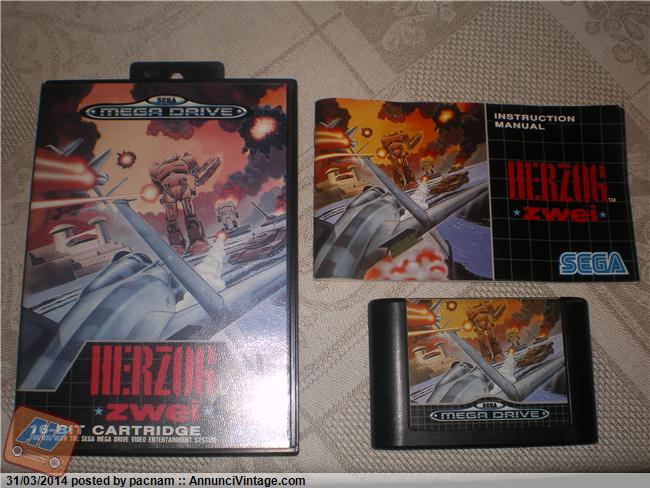 SEGA
MEGA DRIVE
HERZOG
zwei
16-BIT CARTRIDGE
FOR USE WITH THE SEGA MEGA DRIVE VIDEO ENTERTAINMENT SYSTEM
INSTRUCTION
MANUAL
HERZOG™
zwei
SEGA
SEGA
MEGA DRIVE
31/03/2014 posted by pacnam :: AnnunciVintage.com